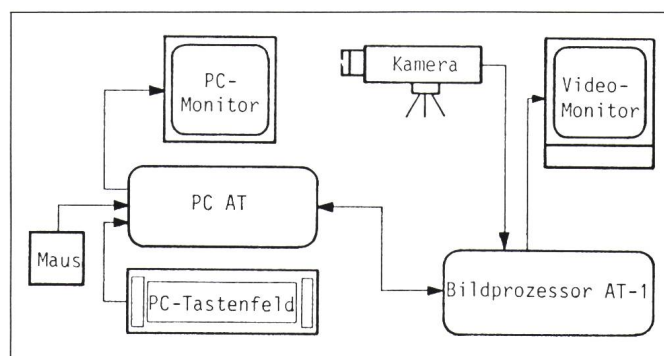 PC-
Monitor
Kamera
Video-
Monitor
PC AT
Maus
PC-Tastenfeld
Bildprozessor AT-1